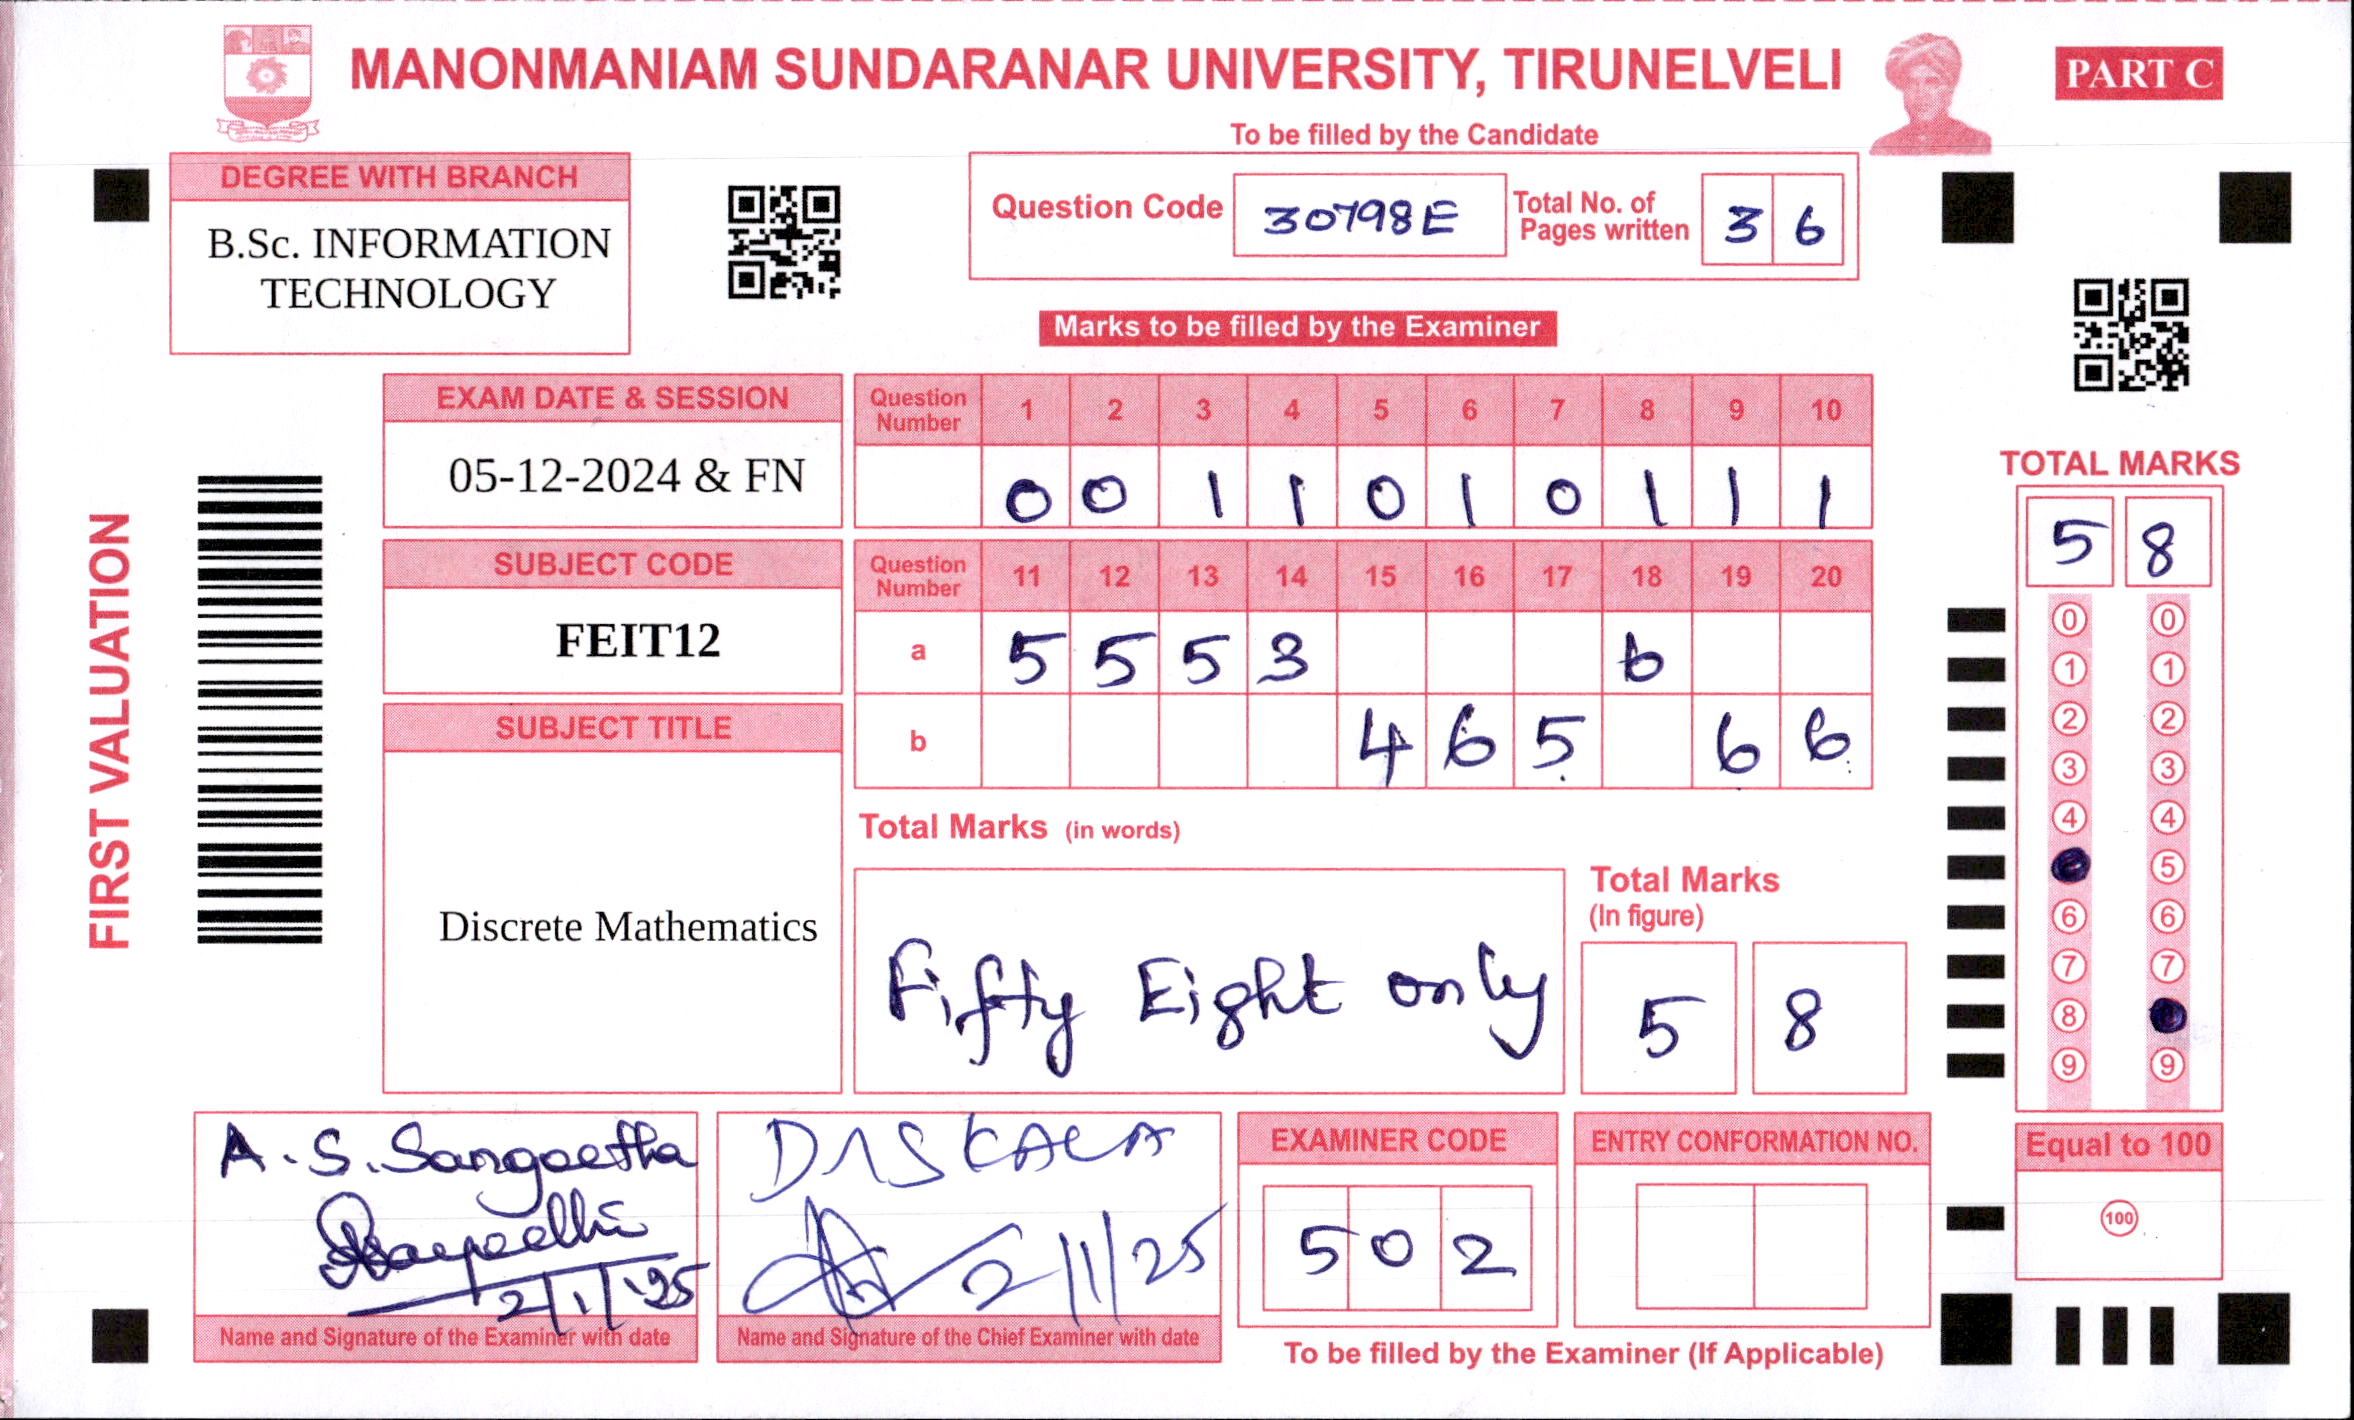 MANONMANIAM SUNDARANAR UNIVERSITY, TIRUNELVELI
PART C
To be filled by the Candidate
DEGREE WITH BRANCH
B.Sc. INFORMATION
TECHNOLOGY
Question Code 30798E
Total No. of
Pages written 3 6
Marks to be filled by the Examiner
EXAM DATE & SESSION
05-12-2024 & FN
Question
Number 1 2 3 4 5 6 7 8 9 10
0 0 1 1 0 1 0 1 1 1
SUBJECT CODE
FEIT12
Question
Number 11 12 13 14 15 16 17 18 19 20
a 5 5 5 3 6
b 4 6 5 6 6
SUBJECT TITLE
Discrete Mathematics
Total Marks (in words)
Fifty Eight only
Total Marks
(In figure)
5 8
FIRST VALUATION
TOTAL MARKS
5 8
0 0
1 1
2 2
3 3
4 4
5
6 6
7 7
8
9 9
Equal to 100
100
A. S. Sangeetha
2/1/25
Name and Signature of the Examiner with date
2/1/25
Name and Signature of the Chief Examiner with date
EXAMINER CODE
5 0 2
ENTRY CONFORMATION NO.
To be filled by the Examiner (If Applicable)